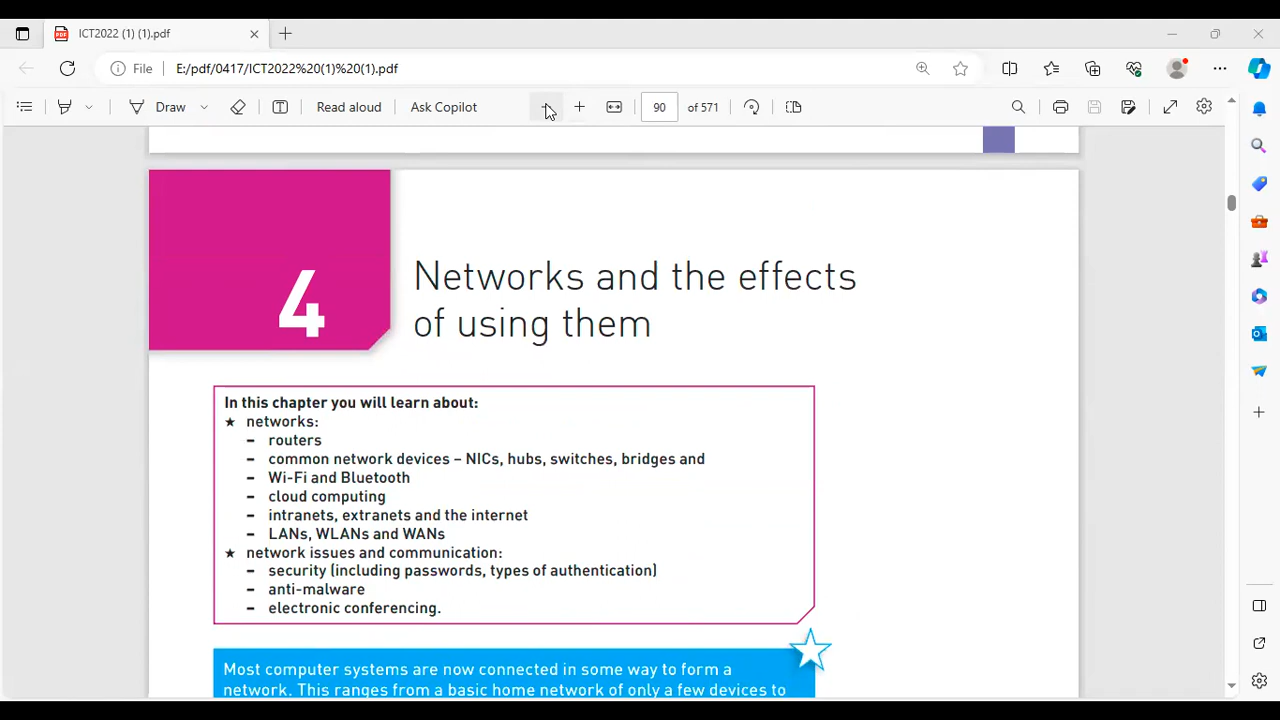 ICT2022 (1) (1).pdf
File
E:/pdf/0417/ICT2022%20(1)%20(1).pdf
Draw
Read aloud
Ask Copilot
90
of 571
4
Networks and the effects
of using them
In this chapter you will learn about:
★ networks:
– routers
– common network devices – NICs, hubs, switches, bridges and
– Wi-Fi and Bluetooth
– cloud computing
– intranets, extranets and the internet
– LANs, WLANs and WANs
★ network issues and communication:
– security (including passwords, types of authentication)
– anti-malware
– electronic conferencing.
Most computer systems are now connected in some way to form a
network. This ranges from a basic home network of only a few devices to